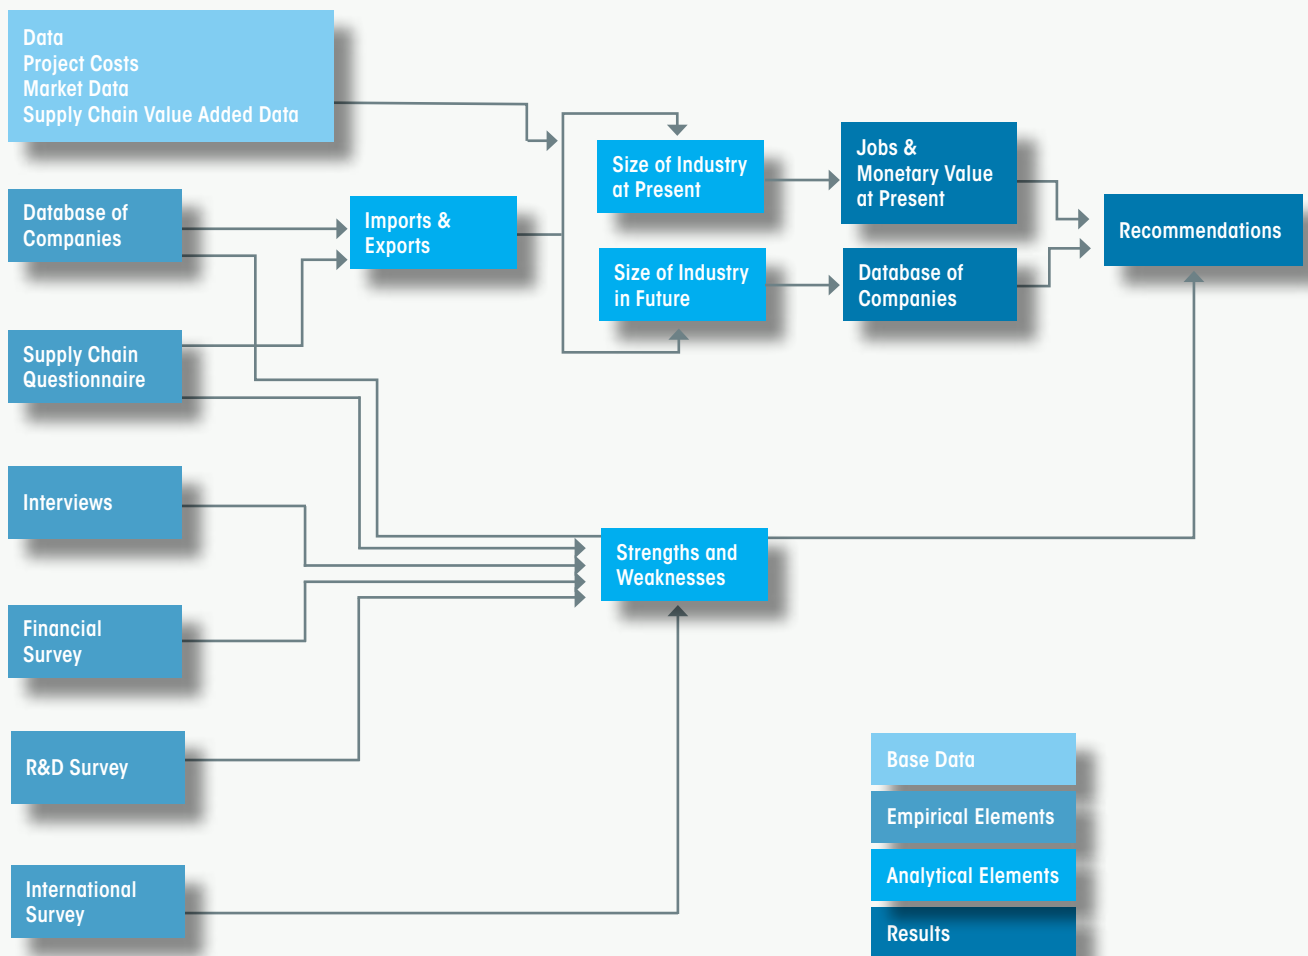 Data
Project Costs
Market Data
Supply Chain Value Added Data
Database of
Companies
Imports &
Exports
Size of Industry
at Present
Jobs &
Monetary Value
at Present
Recommendations
Size of Industry
in Future
Database of
Companies
Supply Chain
Questionnaire
Interviews
Strengths and
Weaknesses
Financial
Survey
R&D Survey
International
Survey
Base Data
Empirical Elements
Analytical Elements
Results